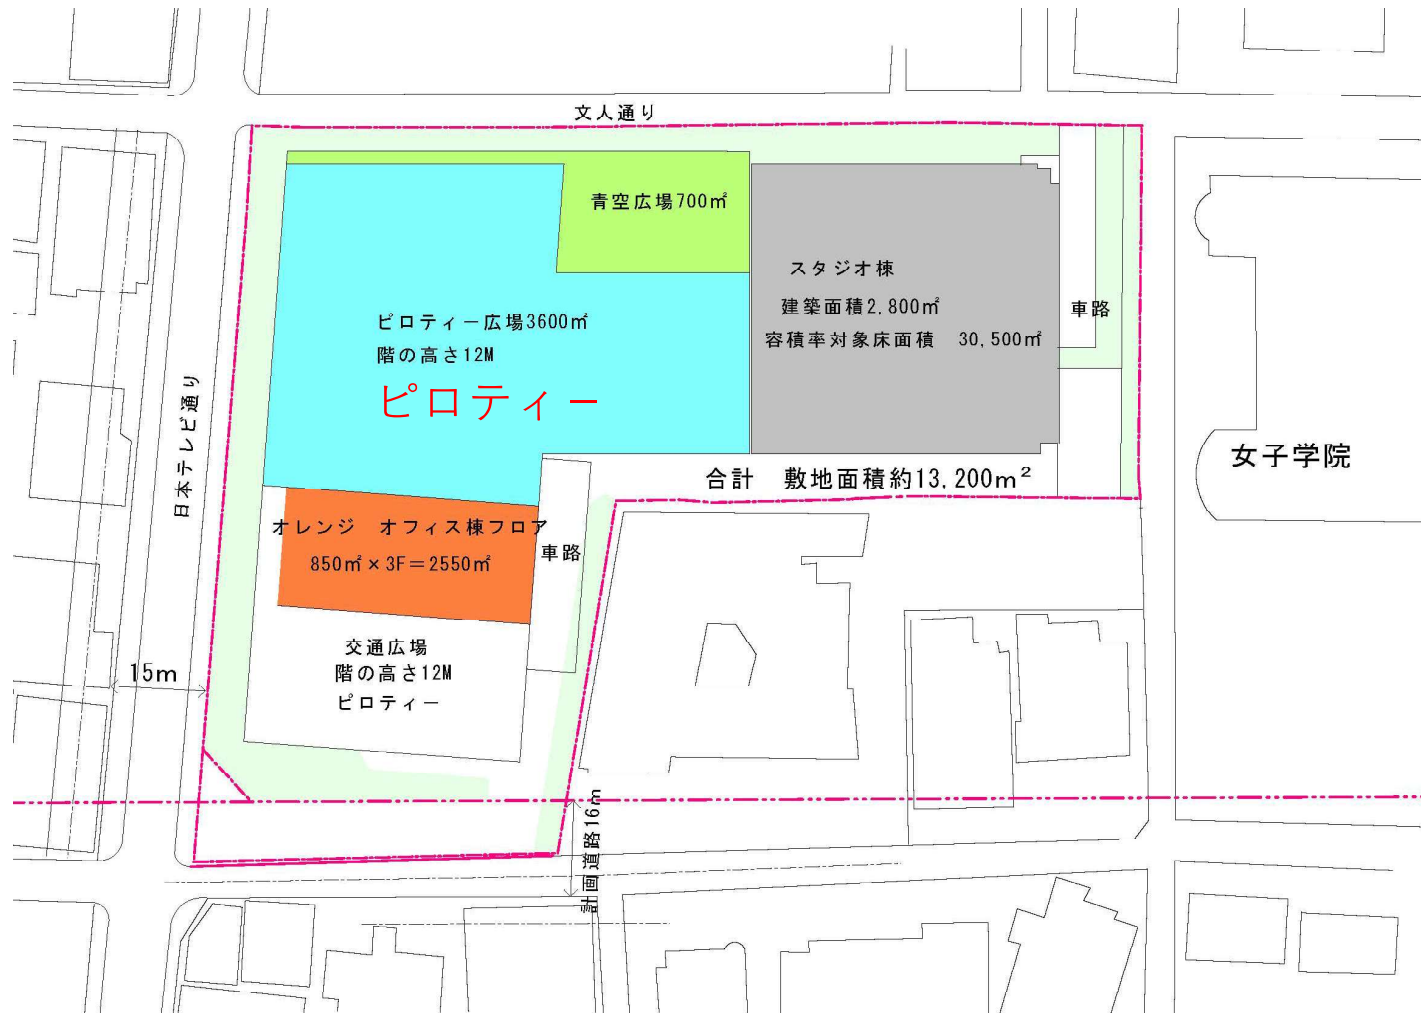 文人通り
青空広場700㎡
スタジオ棟
建築面積2,800㎡
容積率対象床面積　30,500㎡
車路
ピロティー広場3600㎡
階の高さ12M
ピロティー
日本テレビ通り
女子学院
合計　敷地面積約13,200m²
オレンジ　オフィス棟フロア
850㎡×3F＝2550㎡
車路
交通広場
階の高さ12M
ピロティー
15m
計画道路16m